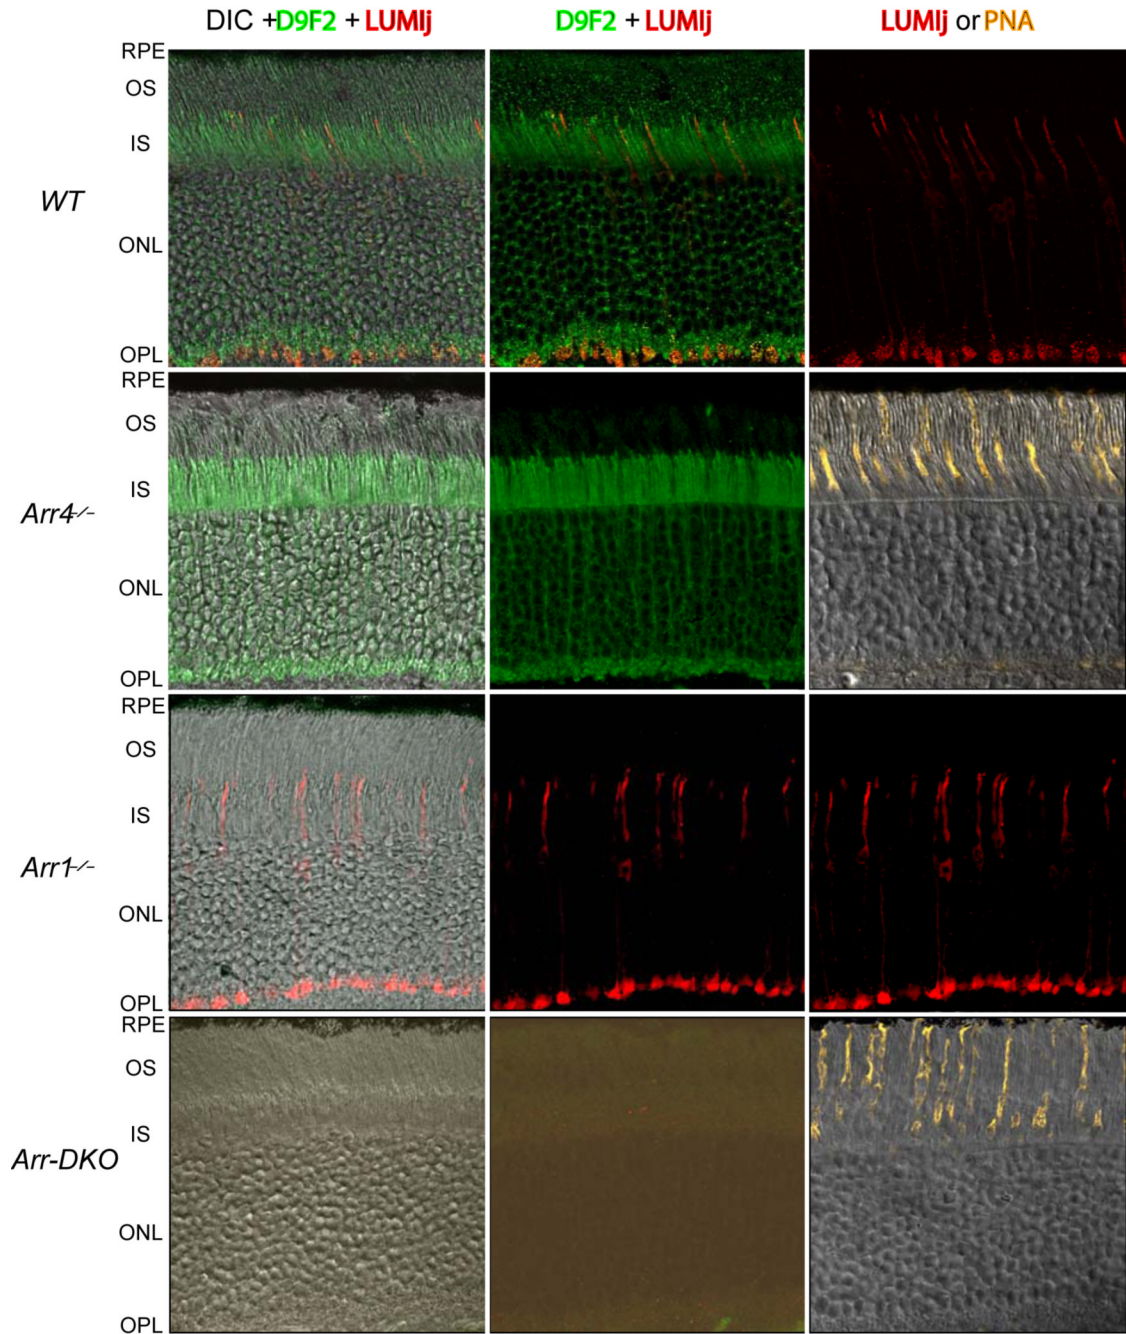 DIC +D9F2 + LUMIj
D9F2 + LUMIj
LUMIj or PNA
WT
RPE
OS
IS
ONL
OPL
Arr4-/-
RPE
OS
IS
ONL
OPL
Arr1-/-
RPE
OS
IS
ONL
OPL
Arr-DKO
RPE
OS
IS
ONL
OPL